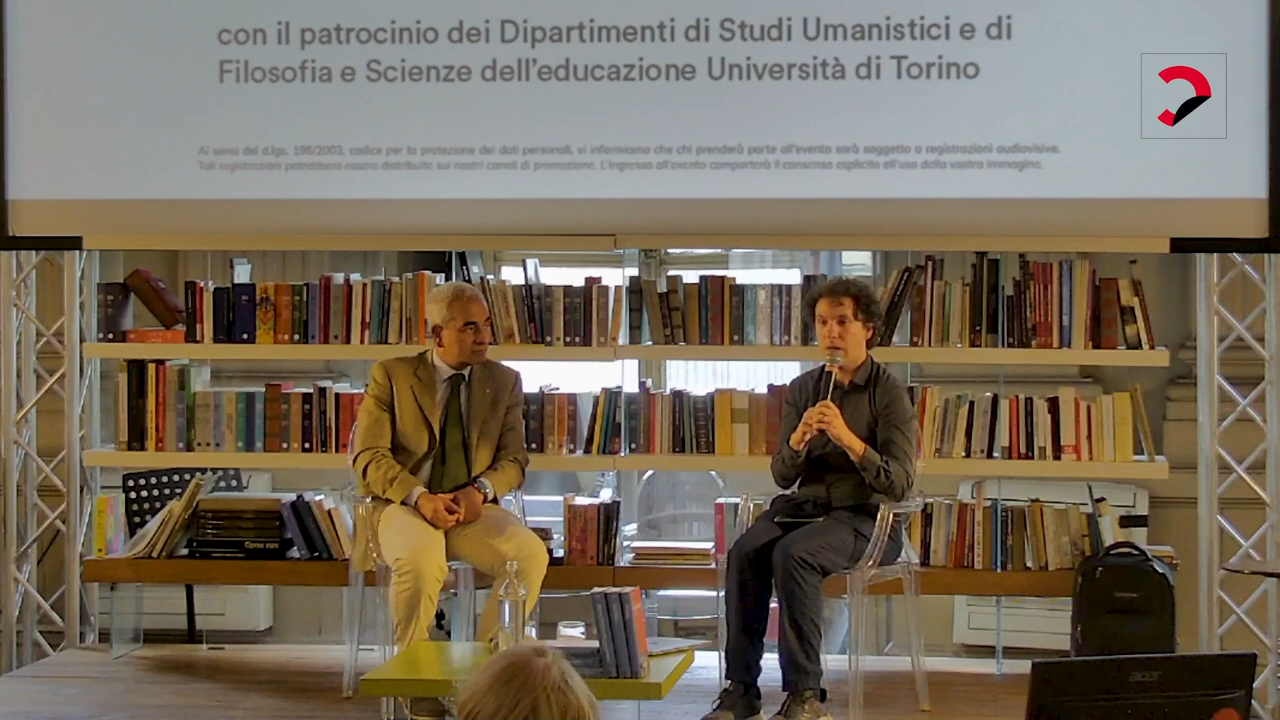 con il patrocinio dei Dipartimenti di Studi Umanistici e di
Filosofia e Scienze dell'educazione Università di Torino
Ai sensi del d.lgs. 196/2003, codice per la protezione dei dati personali, vi informiamo che chi prenderà parte all'evento sarà soggetto a registrazioni audiovisive.
Tali registrazioni potrebbero essere distribuite sui nostri canali di promozione. L'ingresso all'evento comporterà il consenso esplicito all'uso della vostra immagine.
acer